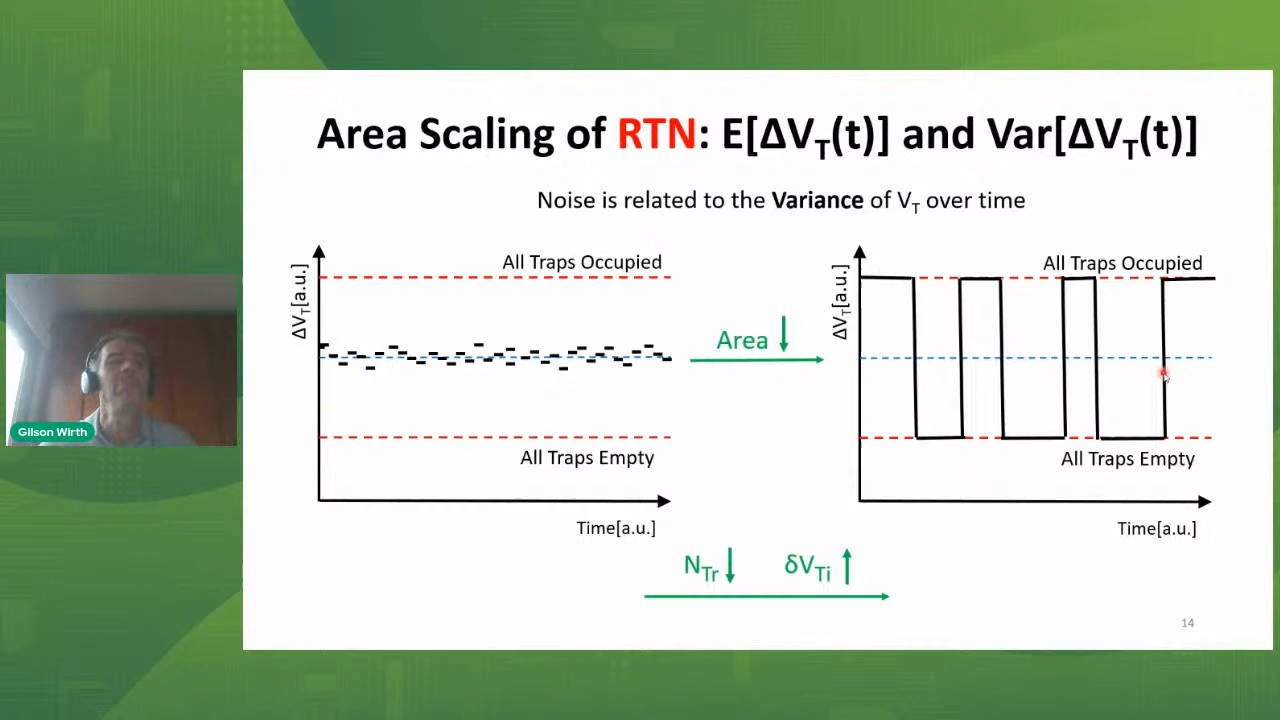 Area Scaling of RTN: E[ΔV_T(t)] and Var[ΔV_T(t)]
Noise is related to the Variance of V_T over time
ΔV_T[a.u.]
All Traps Occupied
All Traps Empty
Time[a.u.]
Area ↓
ΔV_T[a.u.]
All Traps Occupied
All Traps Empty
Time[a.u.]
N_Tr ↓ δV_Ti ↑
14
Gilson Wirth